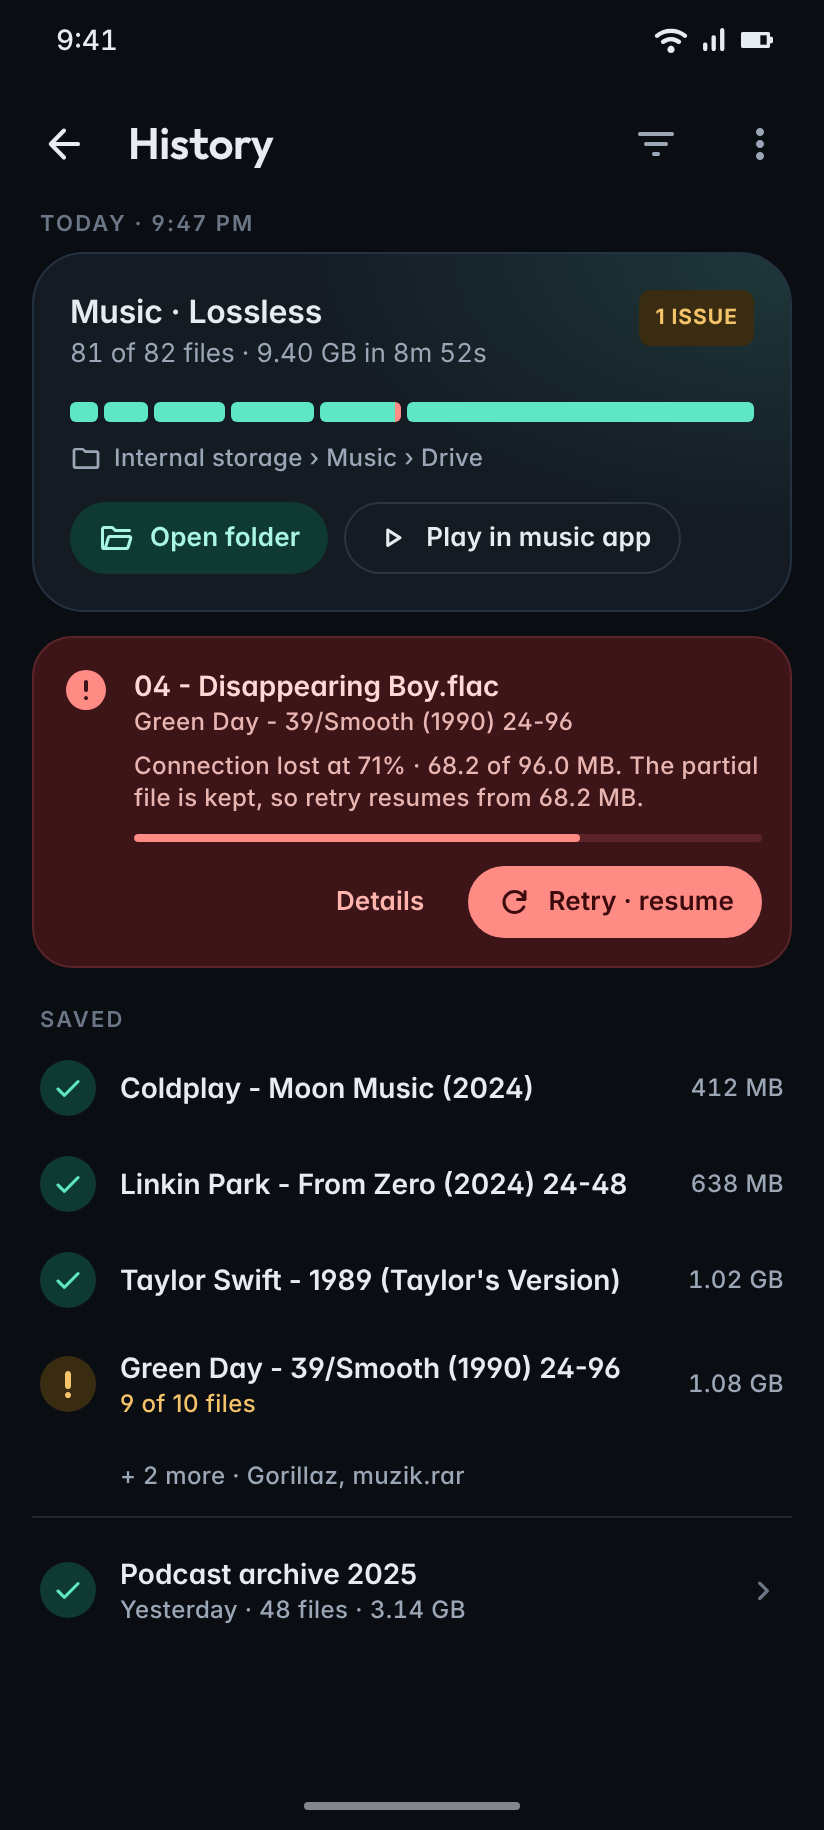 9:41
History
TODAY · 9:47 PM
Music · Lossless
1 ISSUE
81 of 82 files · 9.40 GB in 8m 52s
Internal storage › Music › Drive
Open folder
Play in music app
04 - Disappearing Boy.flac
Green Day - 39/Smooth (1990) 24-96
Connection lost at 71% · 68.2 of 96.0 MB. The partial
file is kept, so retry resumes from 68.2 MB.
Details
Retry · resume
SAVED
Coldplay - Moon Music (2024)
412 MB
Linkin Park - From Zero (2024) 24-48
638 MB
Taylor Swift - 1989 (Taylor's Version)
1.02 GB
Green Day - 39/Smooth (1990) 24-96
1.08 GB
9 of 10 files
+ 2 more · Gorillaz, muzik.rar
Podcast archive 2025
Yesterday · 48 files · 3.14 GB